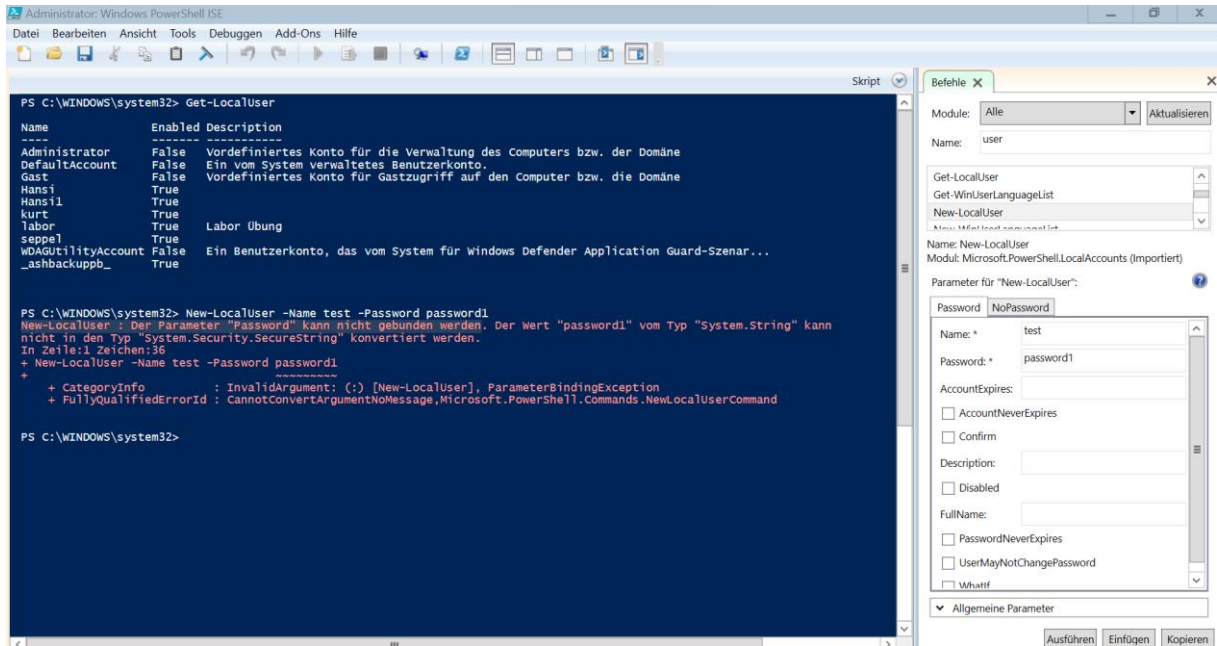 Administrator: Windows PowerShell ISE
Datei Bearbeiten Ansicht Tools Debuggen Add-Ons Hilfe
Skript
PS C:\WINDOWS\system32> Get-LocalUser
Name Enabled Description
---- ------- -----------
Administrator False Vordefiniertes Konto für die Verwaltung des Computers bzw. der Domäne
DefaultAccount False Ein vom System verwaltetes Benutzerkonto.
Gast False Vordefiniertes Konto für Gastzugriff auf den Computer bzw. die Domäne
Hansi True
Hansi1 True
kurt True
labor True Labor Übung
seppel True
WDAGUtilityAccount False Ein Benutzerkonto, das vom System für Windows Defender Application Guard-Szenar...
_ashbackuppb_ True
PS C:\WINDOWS\system32> New-LocalUser -Name test -Password password1
New-LocalUser : Der Parameter "Password" kann nicht gebunden werden. Der Wert "password1" vom Typ "System.String" kann
nicht in den Typ "System.Security.SecureString" konvertiert werden.
In Zeile:1 Zeichen:36
+ New-LocalUser -Name test -Password password1
+ ~~~~~~~~~
+ CategoryInfo : InvalidArgument: (:) [New-LocalUser], ParameterBindingException
+ FullyQualifiedErrorId : CannotConvertArgumentNoMessage,Microsoft.PowerShell.Commands.NewLocalUserCommand
PS C:\WINDOWS\system32>
Befehle
Module: Alle Aktualisieren
Name: user
Get-LocalUser
Get-WinUserLanguageList
New-LocalUser
New-WinUserLanguageList
Name: New-LocalUser
Modul: Microsoft.PowerShell.LocalAccounts (Importiert)
Parameter für "New-LocalUser":
Password NoPassword
Name: * test
Password: * password1
AccountExpires:
AccountNeverExpires
Confirm
Description:
Disabled
FullName:
PasswordNeverExpires
UserMayNotChangePassword
WhatIf
Allgemeine Parameter
Ausführen Einfügen Kopieren